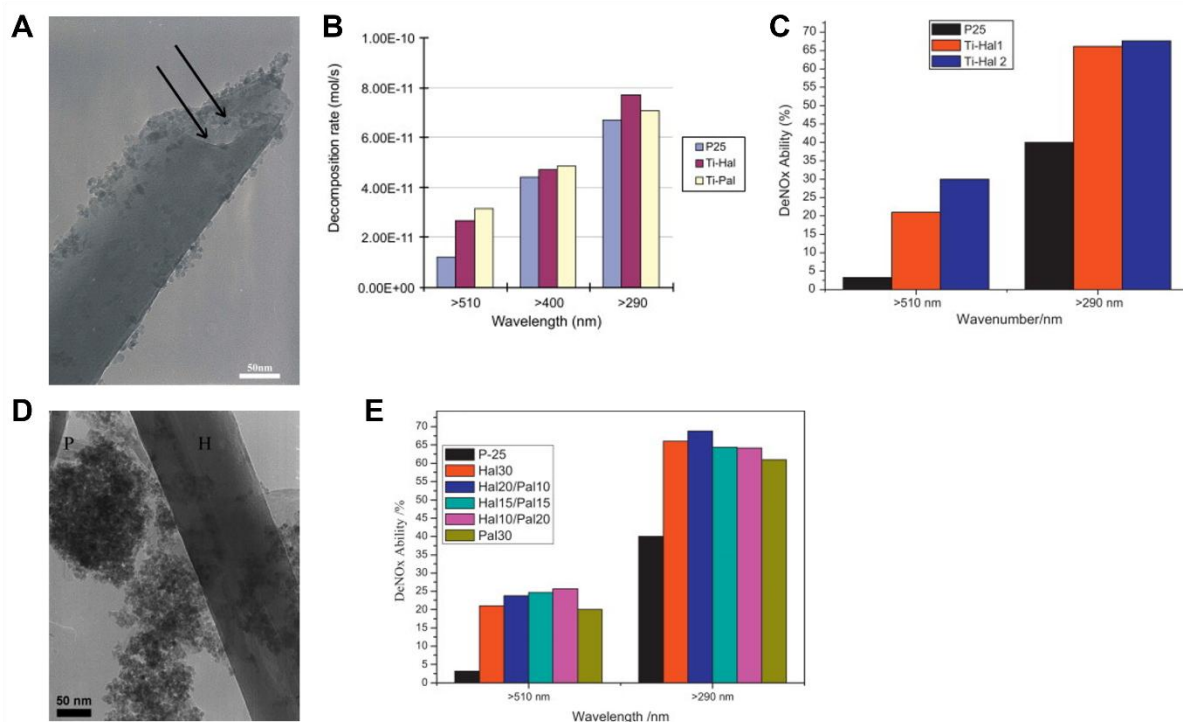 A
50nm
B
Decomposition rate (mol/s)
1.00E-10
8.00E-11
6.00E-11
4.00E-11
2.00E-11
0.00E+00
>510
>400
>290
Wavelength (nm)
P25
Ti-Hal
Ti-Pal
C
DeNOx Ability (%)
70
65
60
55
50
45
40
35
30
25
20
15
10
5
0
>510 nm
>290 nm
Wavenumber/nm
P25
Ti-Hal1
Ti-Hal 2
D
P
H
50 nm
E
DeNOx Ability /%
70
65
60
55
50
45
40
35
30
25
20
15
10
5
0
>510 nm
>290 nm
Wavelength /nm
P-25
Hal30
Hal20/Pal10
Hal15/Pal15
Hal10/Pal20
Pal30